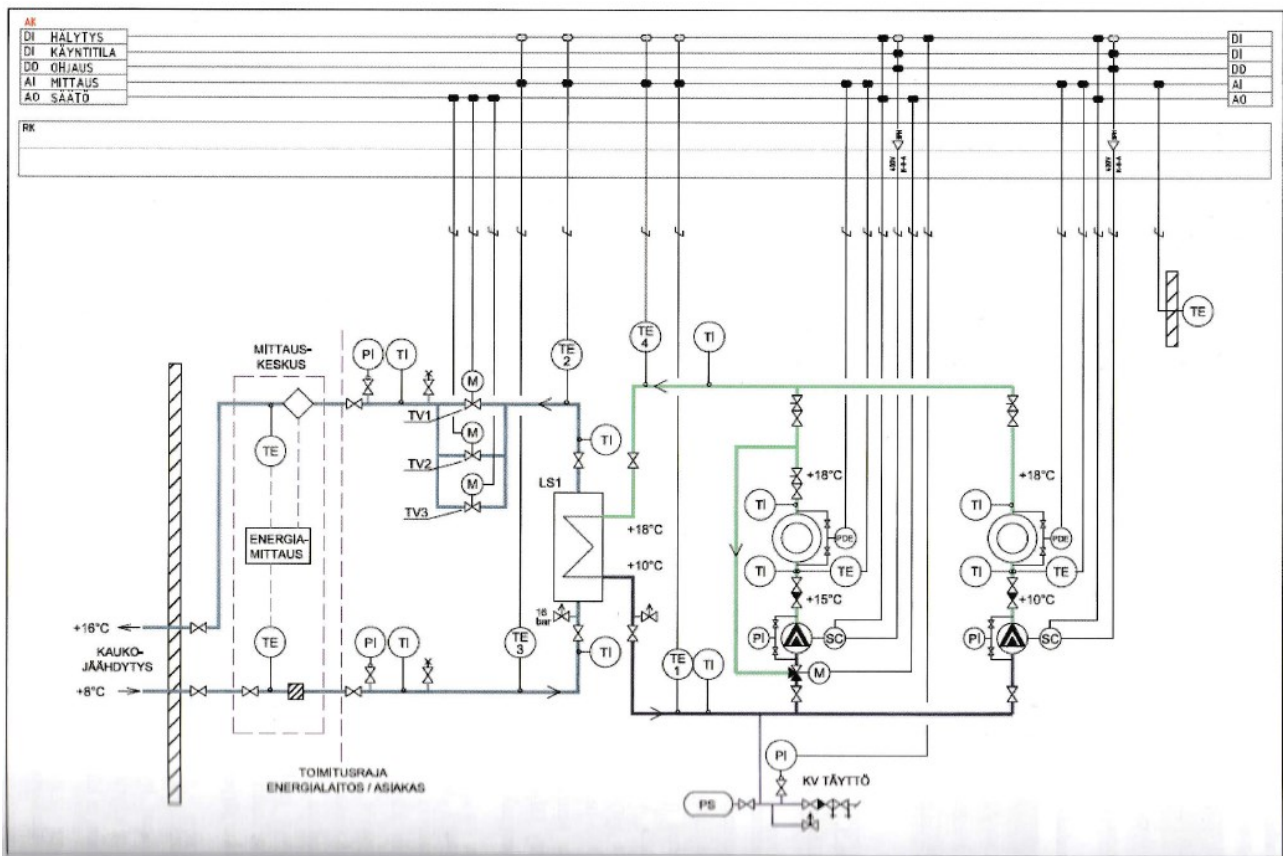 AK
DI HÄLYTYS
DI KÄYNTITILA
DO OHJAUS
AI MITTAUS
AO SÄÄTÖ
DI
DI
DO
AI
AO
RK
400V
400V
TE
MITTAUS-
KESKUS
PI
TI
M
TE
2
TE
4
TI
TV1
M
TV2
M
TV3
TE
TI
LS1
+18°C
+10°C
ENERGIA-
MITTAUS
+18°C
TI
PDE
TI
TE
+15°C
PI
SC
M
+18°C
TI
PDE
TI
TE
+10°C
PI
SC
16
bar
+16°C
KAUKO-
JÄÄHDYTYS
+8°C
TE
PI
TI
TE
3
TI
TE
1
TI
TOIMITUSRAJA
ENERGIALAITOS / ASIAKAS
PI
KV TÄYTTÖ
PS